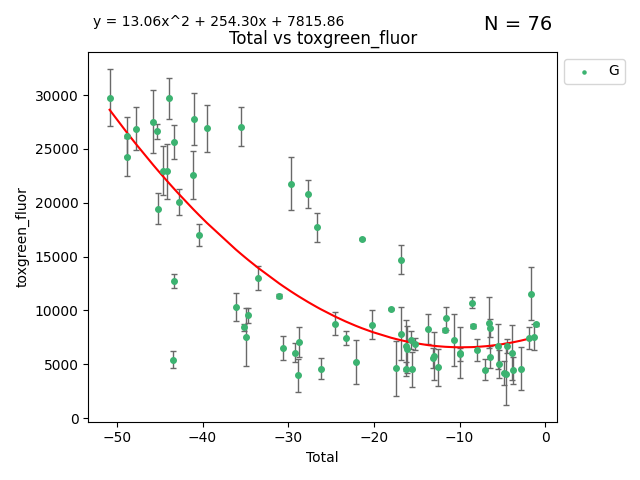 y = 13.06x^2 + 254.30x + 7815.86
N = 76
Total vs toxgreen_fluor
G
toxgreen_fluor
30000
25000
20000
15000
10000
5000
0
−50 −40 −30 −20 −10 0
Total